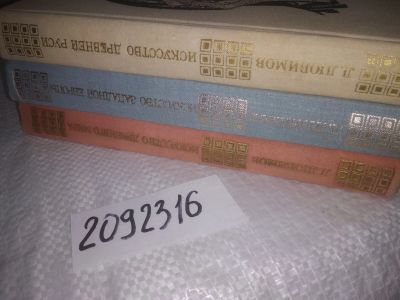 Л. ЛЮБИМОВ ИСКУССТВО ДРЕВНЕЙ РУСИ
ИСКУССТВО ЗАПАДНОЙ ЕВРОПЫ
Л. ЛЮБИМОВ ИСКУССТВО ДРЕВНЕГО МИРА
2092316